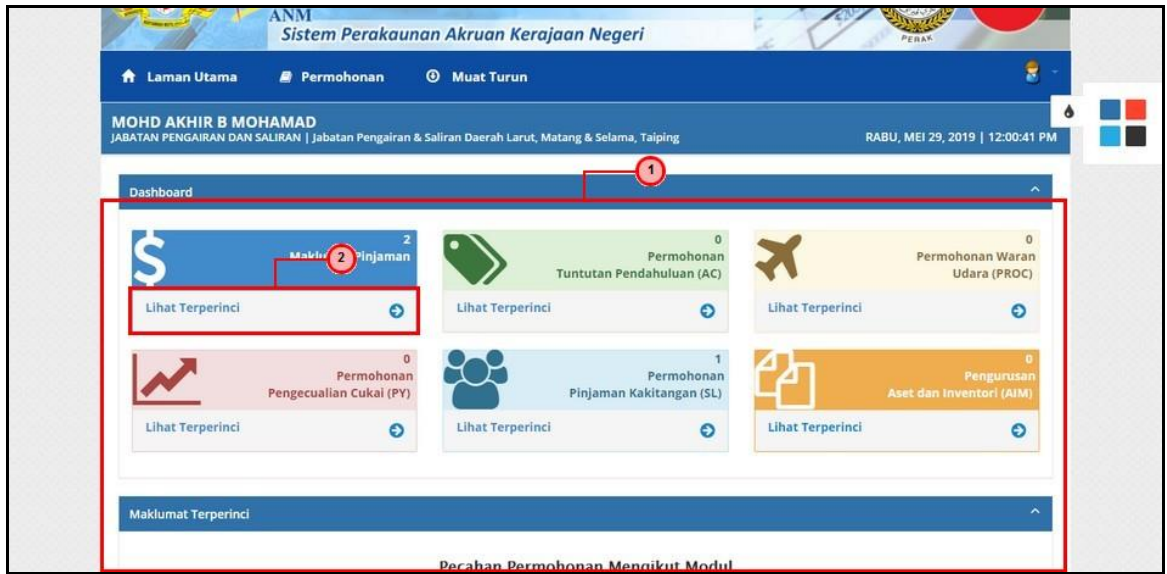 ANM
Sistem Perakaunan Akruan Kerajaan Negeri
PERAK
Laman Utama
Permohonan
Muat Turun
MOHD AKHIR B MOHAMAD
JABATAN PENGAIRAN DAN SALIRAN | Jabatan Pengairan & Saliran Daerah Larut, Matang & Selama, Taiping
RABU, MEI 29, 2019 | 12:00:41 PM
1
Dashboard
2
Pinjaman
2
Lihat Terperinci
0
Permohonan
Tuntutan Pendahuluan (AC)
Lihat Terperinci
0
Permohonan Waran
Udara (PROC)
Lihat Terperinci
0
Permohonan
Pengecualian Cukai (PY)
Lihat Terperinci
1
Permohonan
Pinjaman Kakitangan (SL)
Lihat Terperinci
0
Pengurusan
Aset dan Inventori (AIM)
Lihat Terperinci
Maklumat Terperinci
Pecahan Permohonan Mengikut Modul